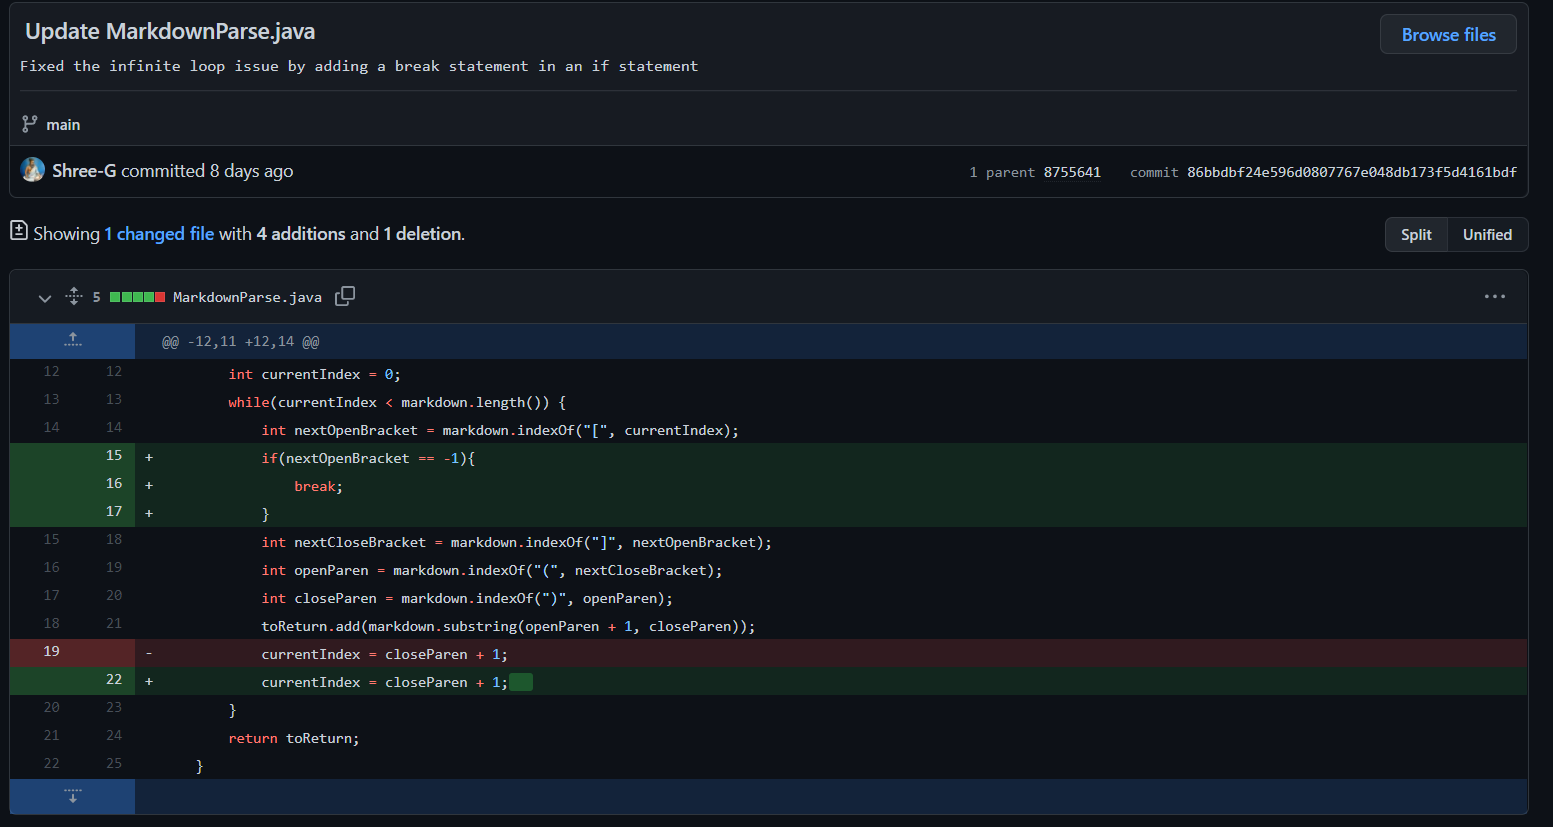 Update MarkdownParse.java
Browse files
Fixed the infinite loop issue by adding a break statement in an if statement
main
Shree-G committed 8 days ago 1 parent 8755641 commit 86bbdbf24e596d0807767e048db173f5d4161bdf
Showing 1 changed file with 4 additions and 1 deletion. Split Unified
5 MarkdownParse.java
@@ -12,11 +12,14 @@
12 12 int currentIndex = 0;
13 13 while(currentIndex < markdown.length()) {
14 14 int nextOpenBracket = markdown.indexOf("[", currentIndex);
15 + if(nextOpenBracket == -1){
16 + break;
17 + }
15 18 int nextCloseBracket = markdown.indexOf("]", nextOpenBracket);
16 19 int openParen = markdown.indexOf("(", nextCloseBracket);
17 20 int closeParen = markdown.indexOf(")", openParen);
18 21 toReturn.add(markdown.substring(openParen + 1, closeParen));
19 - currentIndex = closeParen + 1;
22 + currentIndex = closeParen + 1;
20 23 }
21 24 return toReturn;
22 25 }